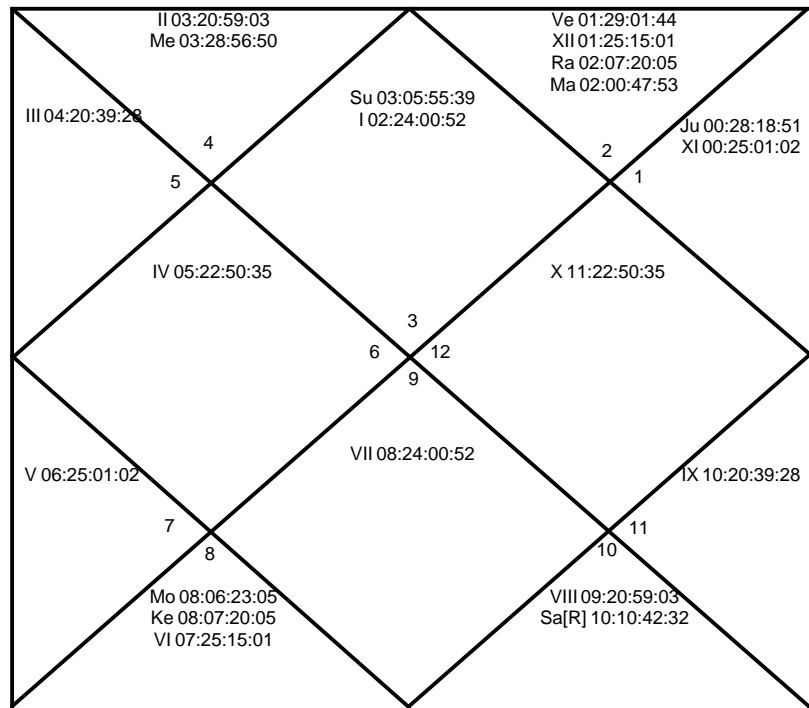 II 03:20:59:03
Me 03:28:56:50
Ve 01:29:01:44
XII 01:25:15:01
Ra 02:07:20:05
Ma 02:00:47:53
III 04:20:39:28
Su 03:05:55:39
I 02:24:00:52
Ju 00:28:18:51
XI 00:25:01:02
4
2
5
1
IV 05:22:50:35
X 11:22:50:35
3
6
12
9
VII 08:24:00:52
V 06:25:01:02
IX 10:20:39:28
7
11
8
10
Mo 08:06:23:05
Ke 08:07:20:05
VI 07:25:15:01
VIII 09:20:59:03
Sa[R] 10:10:42:32